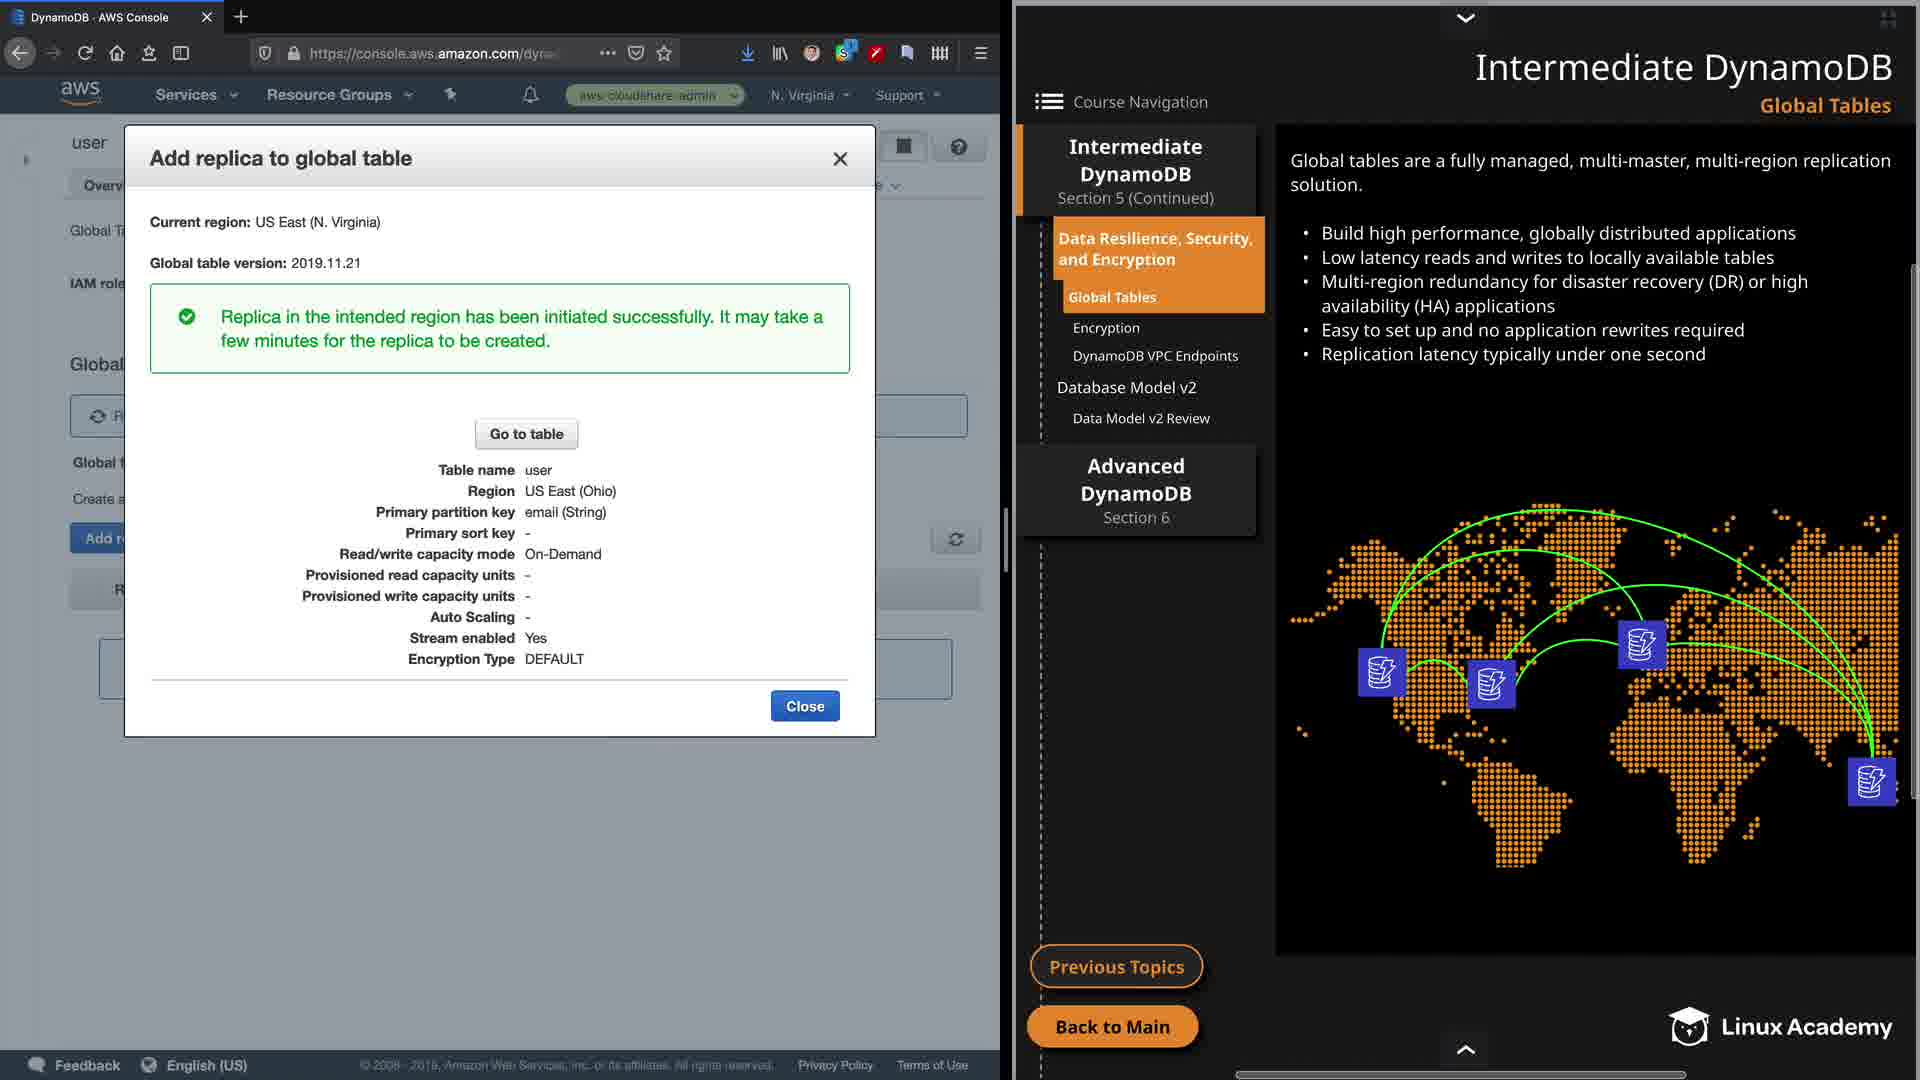 DynamoDB · AWS Console
https://console.aws.amazon.com/dyna
aws
Services
Resource Groups
aws-cloudshare-admin
N. Virginia
Support
user
Overv
Global Ta
IAM role
Global
Global t
Create a
Add re
Add replica to global table
Current region: US East (N. Virginia)
Global table version: 2019.11.21
Replica in the intended region has been initiated successfully. It may take a
few minutes for the replica to be created.
Go to table
Table name user
Region US East (Ohio)
Primary partition key email (String)
Primary sort key -
Read/write capacity mode On-Demand
Provisioned read capacity units -
Provisioned write capacity units -
Auto Scaling -
Stream enabled Yes
Encryption Type DEFAULT
Close
Feedback
English (US)
© 2008 - 2019, Amazon Web Services, Inc. or its affiliates. All rights reserved.
Privacy Policy
Terms of Use
Intermediate DynamoDB
Global Tables
Course Navigation
Intermediate
DynamoDB
Section 5 (Continued)
Data Resilience, Security,
and Encryption
Global Tables
Encryption
DynamoDB VPC Endpoints
Database Model v2
Data Model v2 Review
Advanced
DynamoDB
Section 6
Global tables are a fully managed, multi-master, multi-region replication
solution.
• Build high performance, globally distributed applications
• Low latency reads and writes to locally available tables
• Multi-region redundancy for disaster recovery (DR) or high
availability (HA) applications
• Easy to set up and no application rewrites required
• Replication latency typically under one second
Previous Topics
Back to Main
Linux Academy